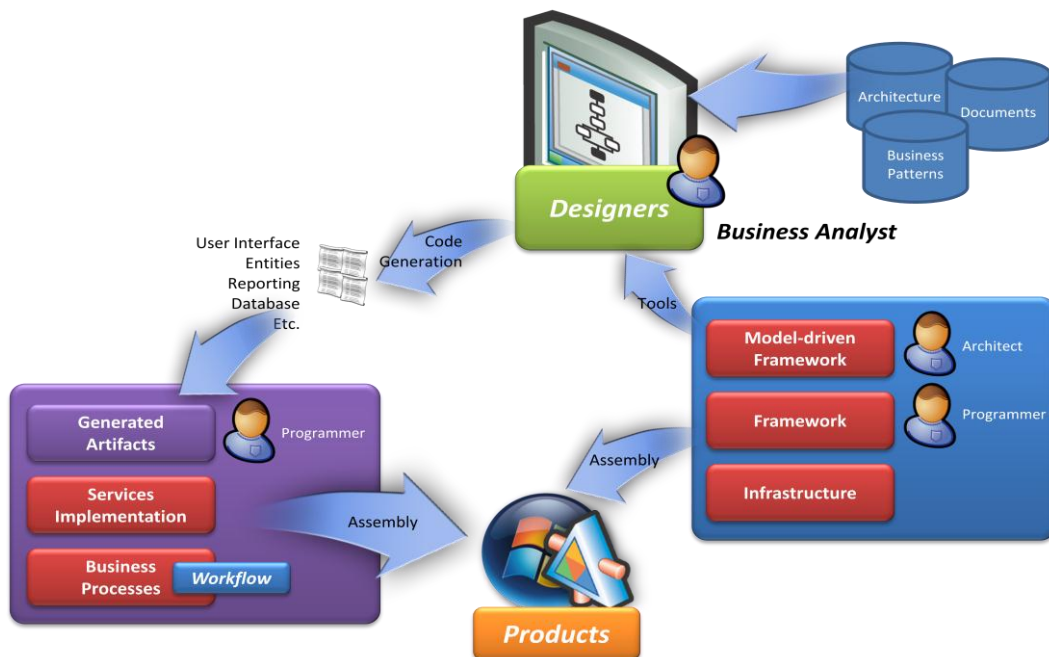 Architecture
Documents
Business
Patterns
Designers
Business Analyst
User Interface
Entities
Reporting
Database
Etc.
Code
Generation
Tools
Model-driven
Framework
Architect
Framework
Programmer
Infrastructure
Generated
Artifacts
Programmer
Services
Implementation
Business
Processes
Workflow
Assembly
Assembly
Products